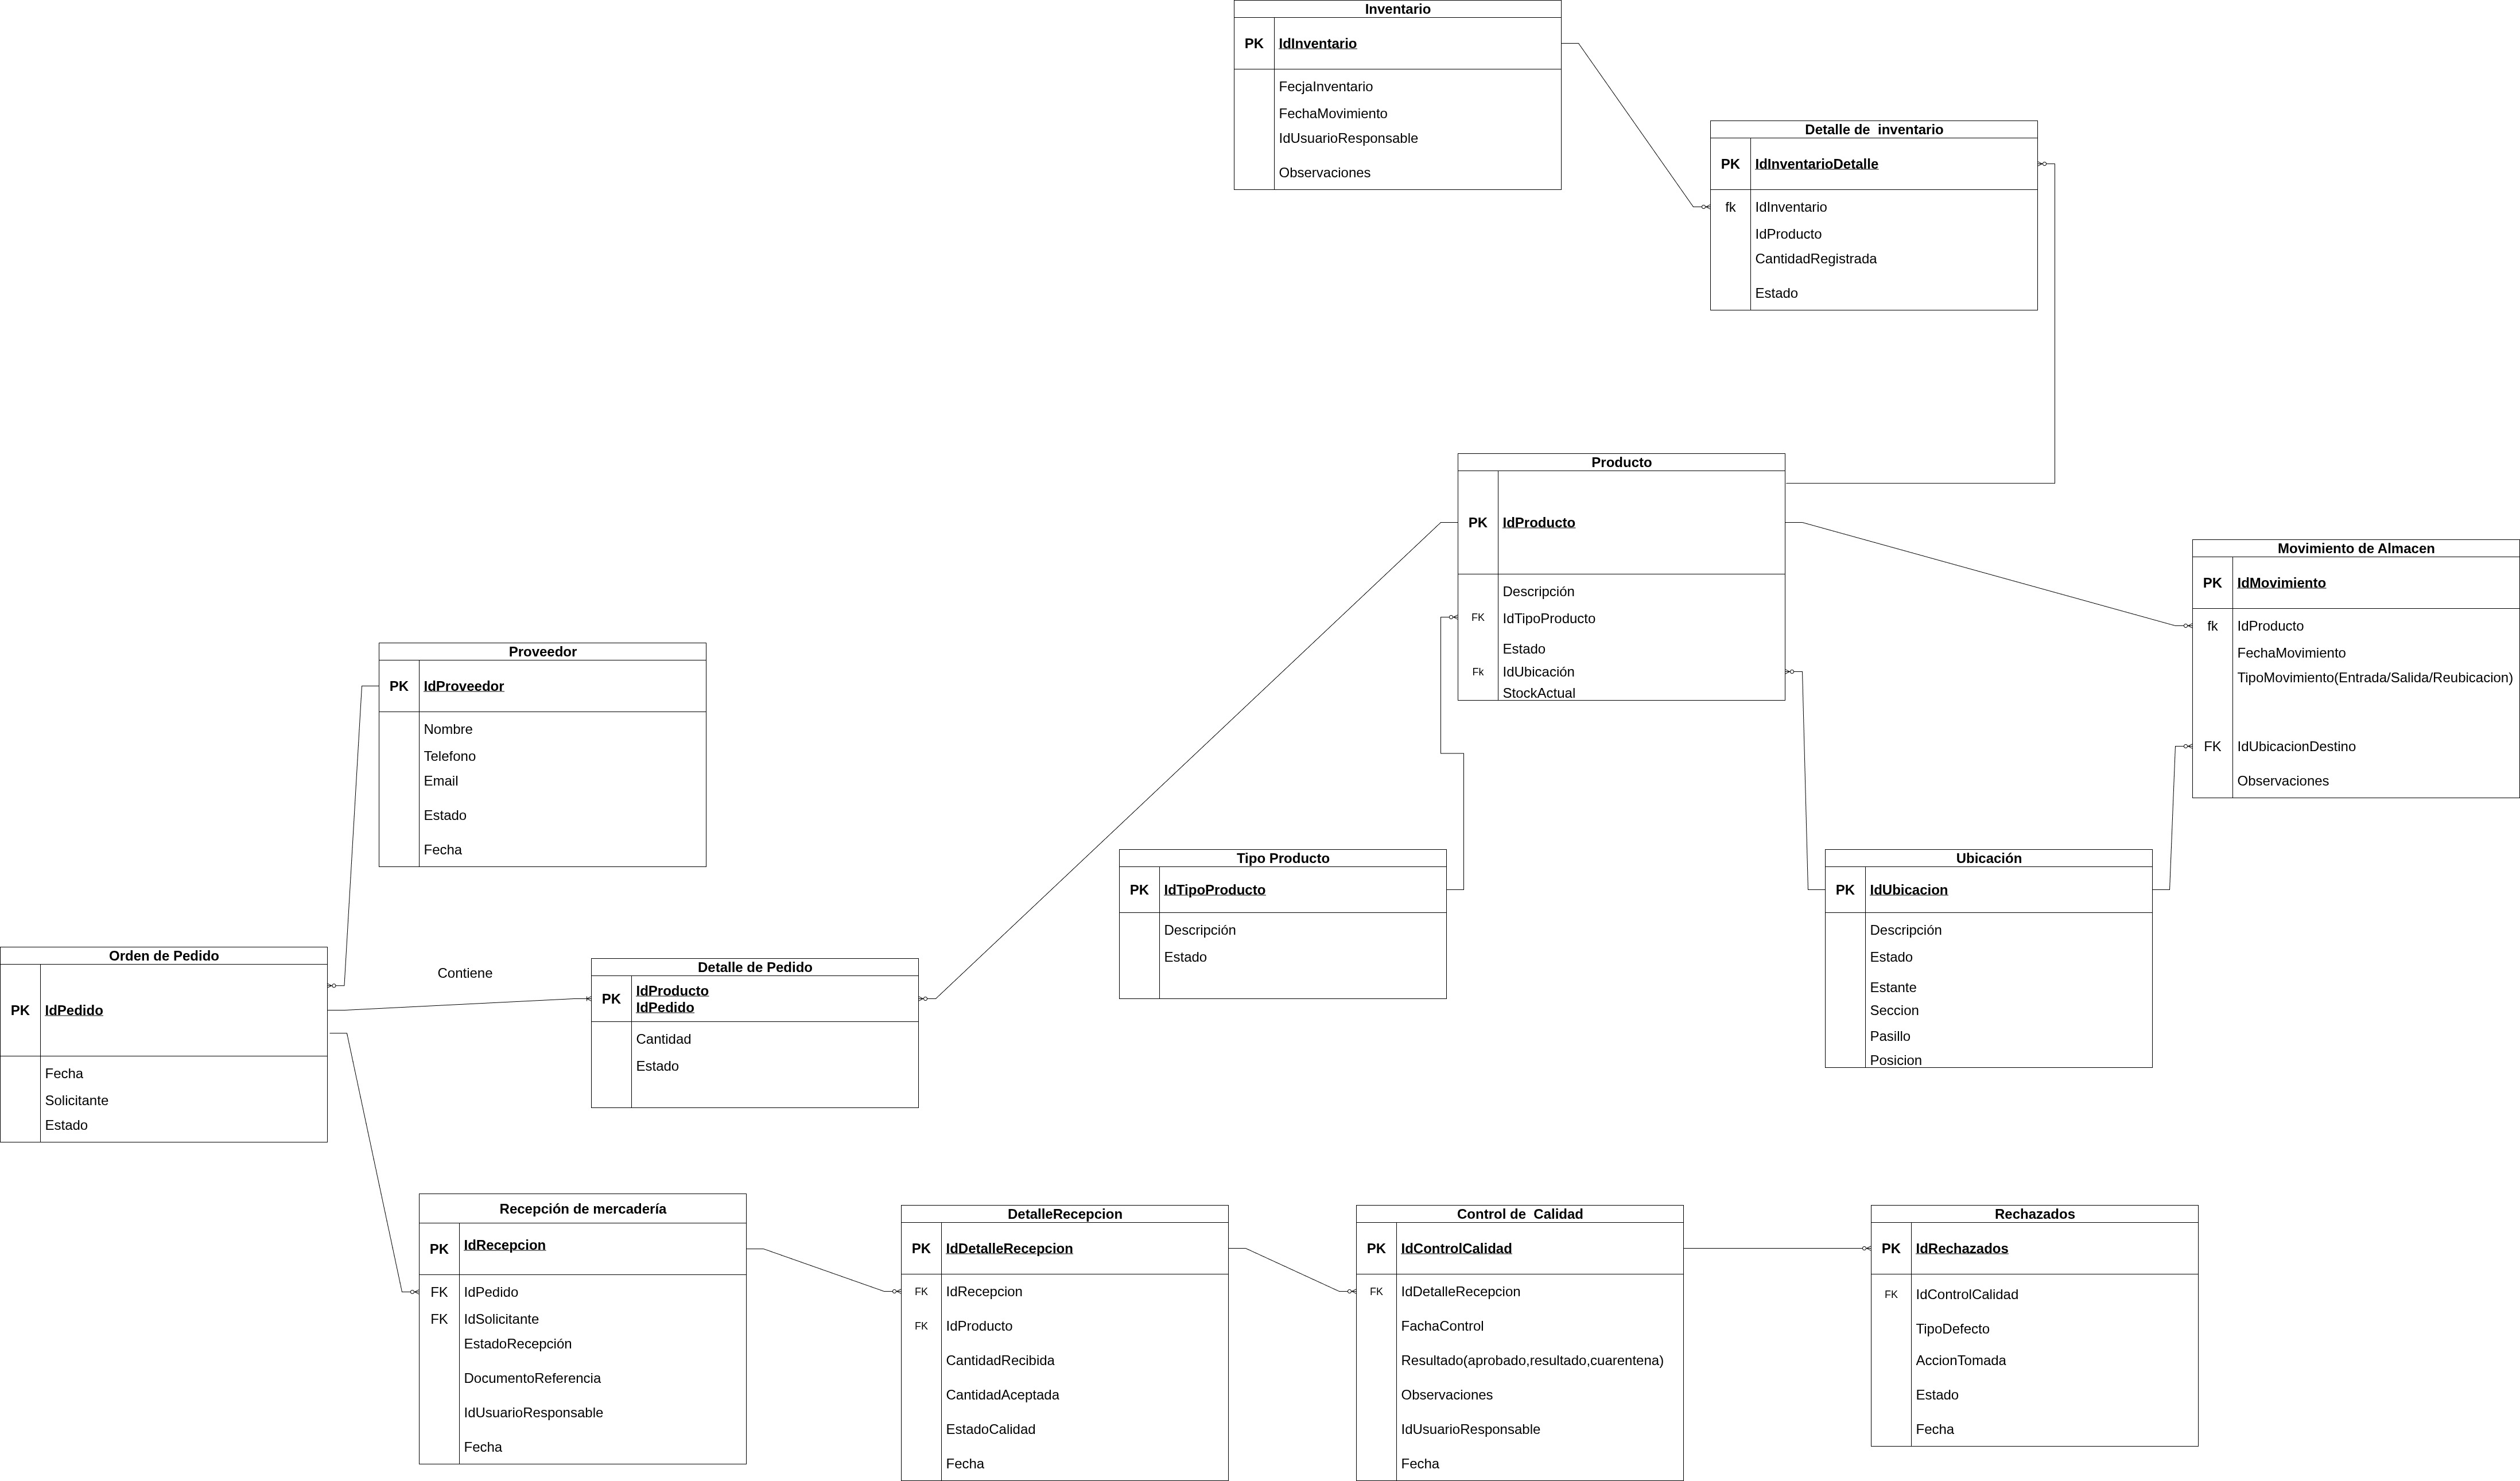 Inventario
PK IdInventario
FecjaInventario
FechaMovimiento
IdUsuarioResponsable
Observaciones
Detalle de  inventario
PK IdInventarioDetalle
fk IdInventario
IdProducto
CantidadRegistrada
Estado
Producto
PK IdProducto
Descripción
FK IdTipoProducto
Estado
Fk IdUbicación
StockActual
Movimiento de Almacen
PK IdMovimiento
fk IdProducto
FechaMovimiento
TipoMovimiento(Entrada/Salida/Reubicacion)
FK IdUbicacionDestino
Observaciones
Proveedor
PK IdProveedor
Nombre
Telefono
Email
Estado
Fecha
Tipo Producto
PK IdTipoProducto
Descripción
Estado
Ubicación
PK IdUbicacion
Descripción
Estado
Estante
Seccion
Pasillo
Posicion
Orden de Pedido
PK IdPedido
Fecha
Solicitante
Estado
Contiene
Detalle de Pedido
PK IdProducto
IdPedido
Cantidad
Estado
Recepción de mercadería
PK IdRecepcion
FK IdPedido
FK IdSolicitante
EstadoRecepción
DocumentoReferencia
IdUsuarioResponsable
Fecha
DetalleRecepcion
PK IdDetalleRecepcion
FK IdRecepcion
FK IdProducto
CantidadRecibida
CantidadAceptada
EstadoCalidad
Fecha
Control de  Calidad
PK IdControlCalidad
FK IdDetalleRecepcion
FachaControl
Resultado(aprobado,resultado,cuarentena)
Observaciones
IdUsuarioResponsable
Fecha
Rechazados
PK IdRechazados
FK IdControlCalidad
TipoDefecto
AccionTomada
Estado
Fecha